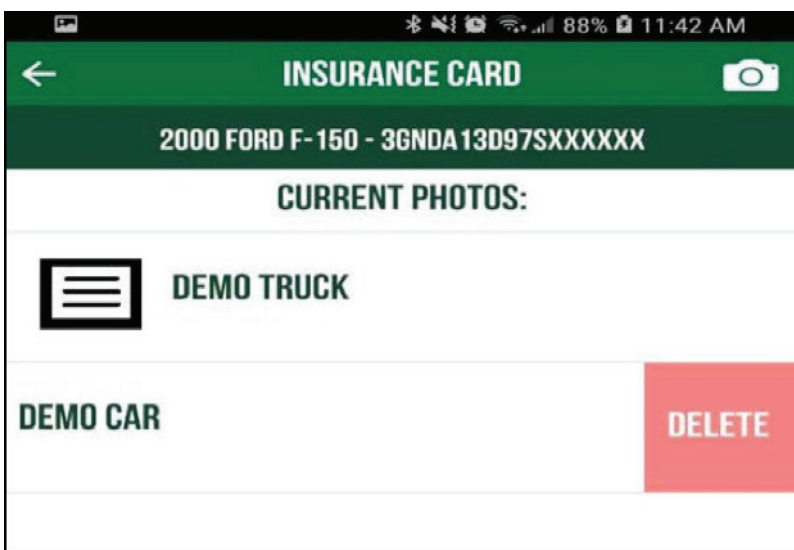 88% 11:42 AM
INSURANCE CARD
2000 FORD F-150 - 3GNDA13D97SXXXXXX
CURRENT PHOTOS:
DEMO TRUCK
DEMO CAR
DELETE